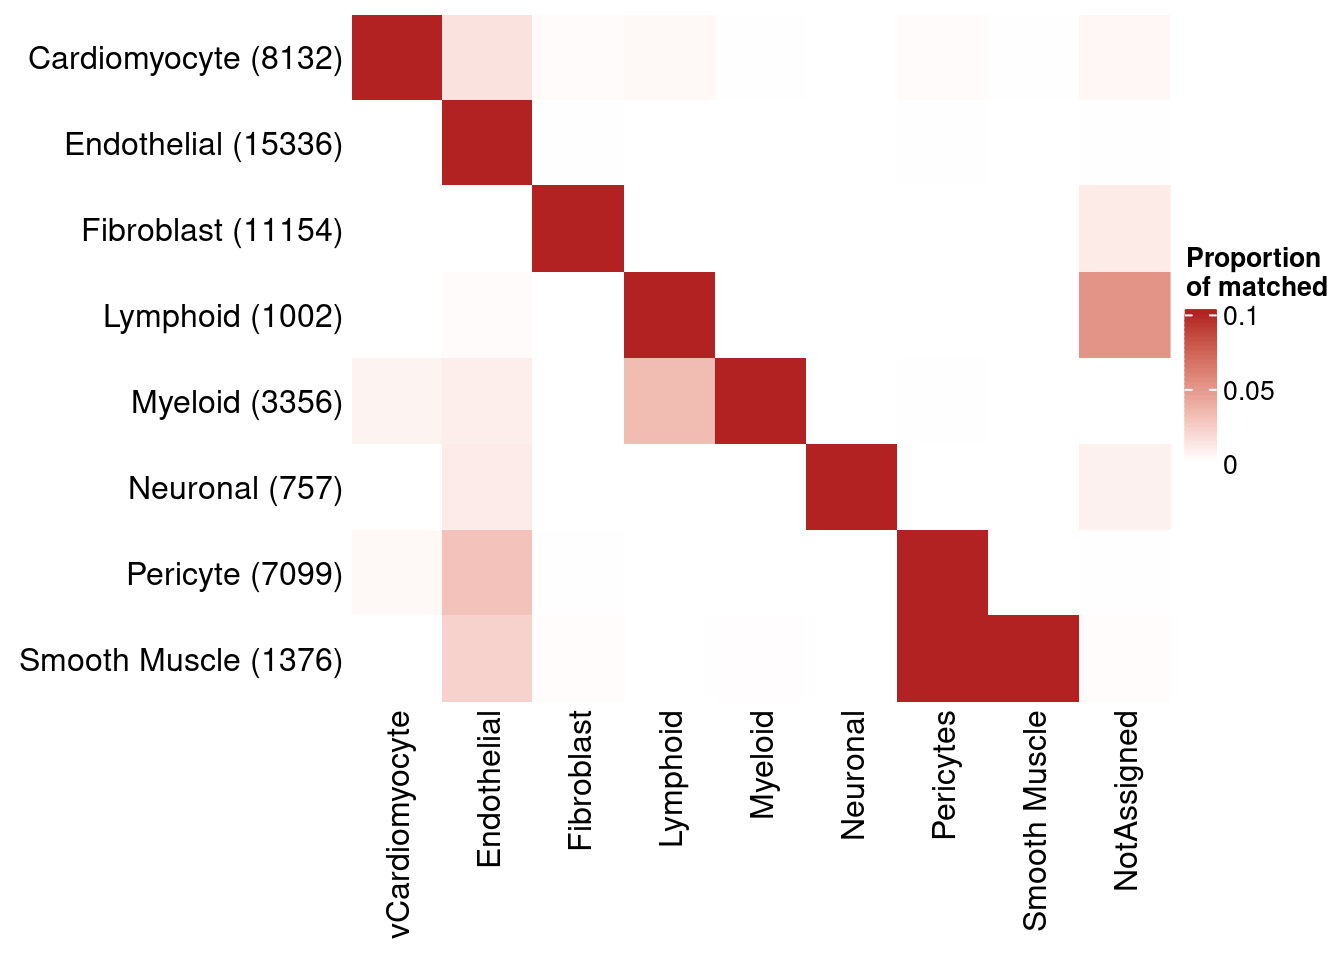 Cardiomyocyte (8132)
Endothelial (15336)
Fibroblast (11154)
Lymphoid (1002)
Myeloid (3356)
Neuronal (757)
Pericyte (7099)
Smooth Muscle (1376)
vCardiomyocyte
Endothelial
Fibroblast
Lymphoid
Myeloid
Neuronal
Pericytes
Smooth Muscle
NotAssigned
Proportion
of matched
0.1
0.05
0